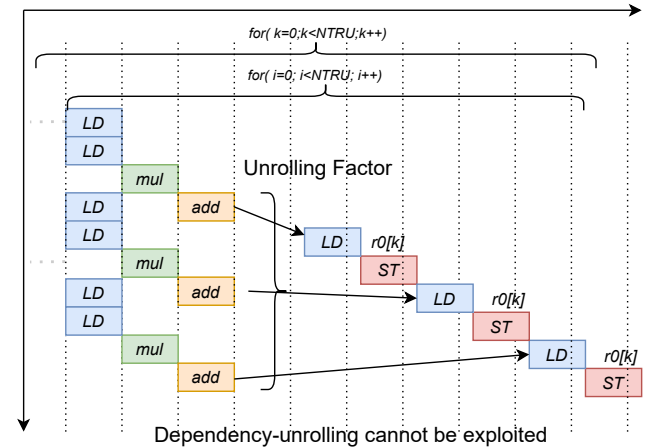 for( k=0;k<NTRU;k++)
for( i=0; i<NTRU; i++)
LD
LD
Unrolling Factor
mul
LD
add
LD
LD
r0[k]
mul
ST
LD
add
LD
r0[k]
LD
ST
mul
LD
r0[k]
add
ST
Dependency-unrolling cannot be exploited